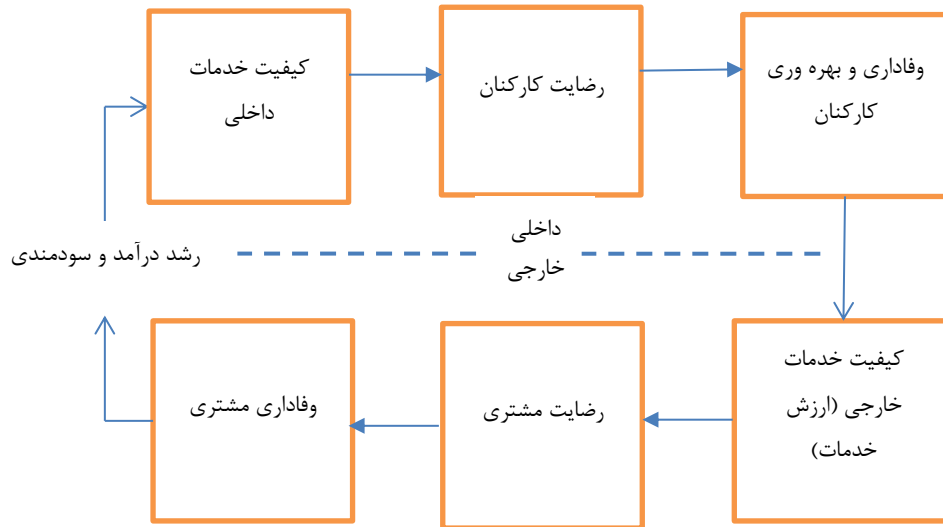 کیفیت خدمات
داخلی
رضایت کارکنان
وفاداری و بهره وری
کارکنان
داخلی
خارجی
رشد درآمد و سودمندی
کیفیت خدمات
خارجی (ارزش
خدمات)
رضایت مشتری
وفاداری مشتری